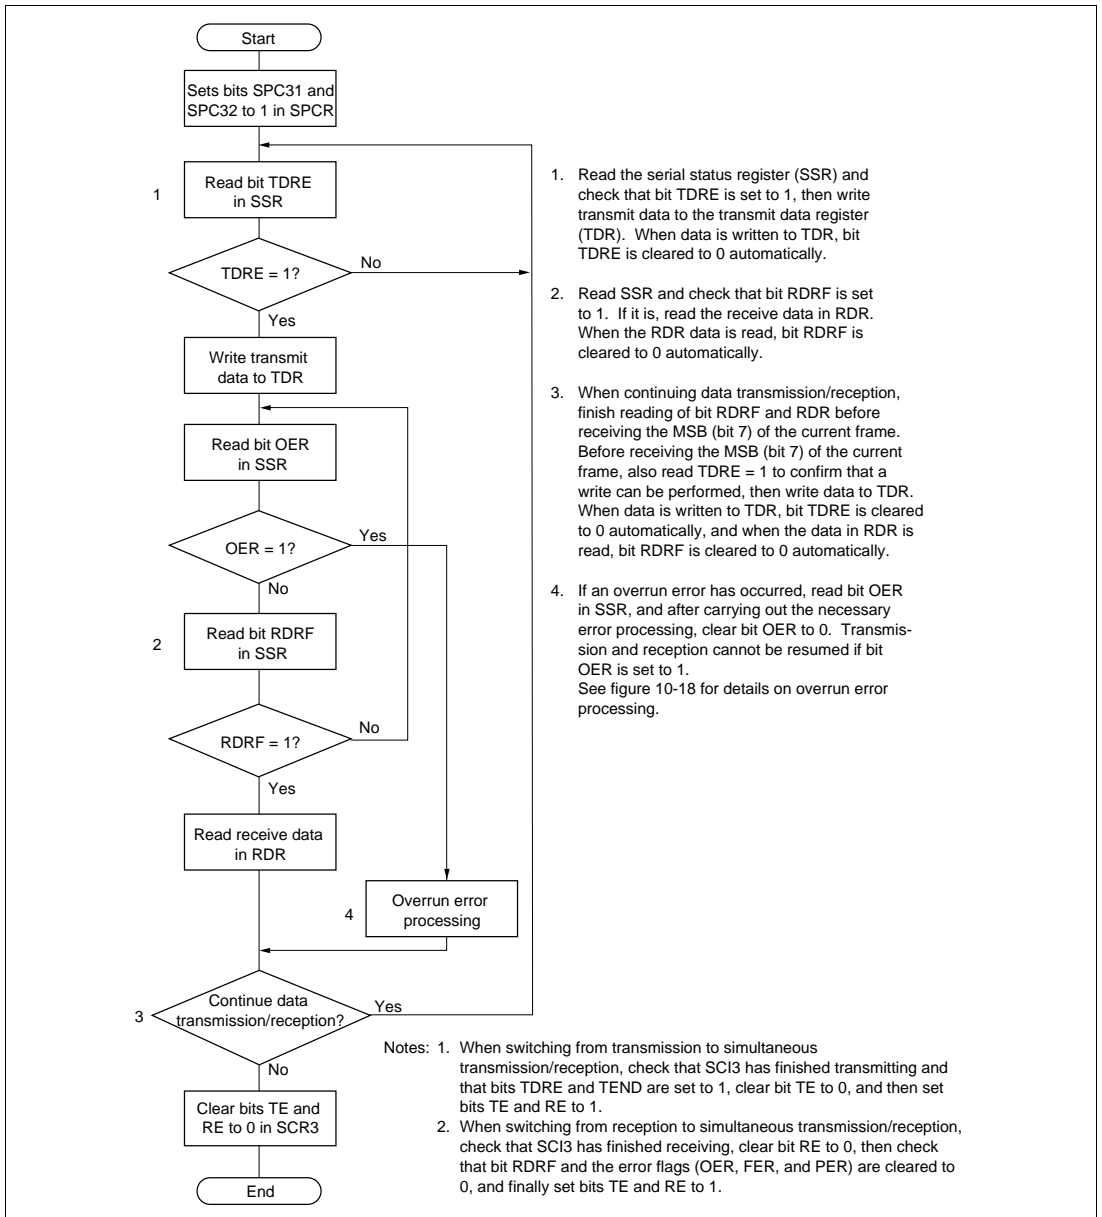 Start
Sets bits SPC31 and
SPC32 to 1 in SPCR
1
Read bit TDRE
in SSR
TDRE = 1?
No
Yes
Write transmit
data to TDR
Read bit OER
in SSR
OER = 1?
Yes
No
2
Read bit RDRF
in SSR
RDRF = 1?
No
Yes
Read receive data
in RDR
4
Overrun error
processing
3
Continue data
transmission/reception?
Yes
No
Clear bits TE and
RE to 0 in SCR3
End
1. Read the serial status register (SSR) and
check that bit TDRE is set to 1, then write
transmit data to the transmit data register
(TDR). When data is written to TDR, bit
TDRE is cleared to 0 automatically.
2. Read SSR and check that bit RDRF is set
to 1. If it is, read the receive data in RDR.
When the RDR data is read, bit RDRF is
cleared to 0 automatically.
3. When continuing data transmission/reception,
finish reading of bit RDRF and RDR before
receiving the MSB (bit 7) of the current frame.
Before receiving the MSB (bit 7) of the current
frame, also read TDRE = 1 to confirm that a
write can be performed, then write data to TDR.
When data is written to TDR, bit TDRE is cleared
to 0 automatically, and when the data in RDR is
read, bit RDRF is cleared to 0 automatically.
4. If an overrun error has occurred, read bit OER
in SSR, and after carrying out the necessary
error processing, clear bit OER to 0. Transmis-
sion and reception cannot be resumed if bit
OER is set to 1.
See figure 10-18 for details on overrun error
processing.
Notes: 1. When switching from transmission to simultaneous
transmission/reception, check that SCI3 has finished transmitting and
that bits TDRE and TEND are set to 1, clear bit TE to 0, and then set
bits TE and RE to 1.
2. When switching from reception to simultaneous transmission/reception,
check that SCI3 has finished receiving, clear bit RE to 0, then check
that bit RDRF and the error flags (OER, FER, and PER) are cleared to
0, and finally set bits TE and RE to 1.